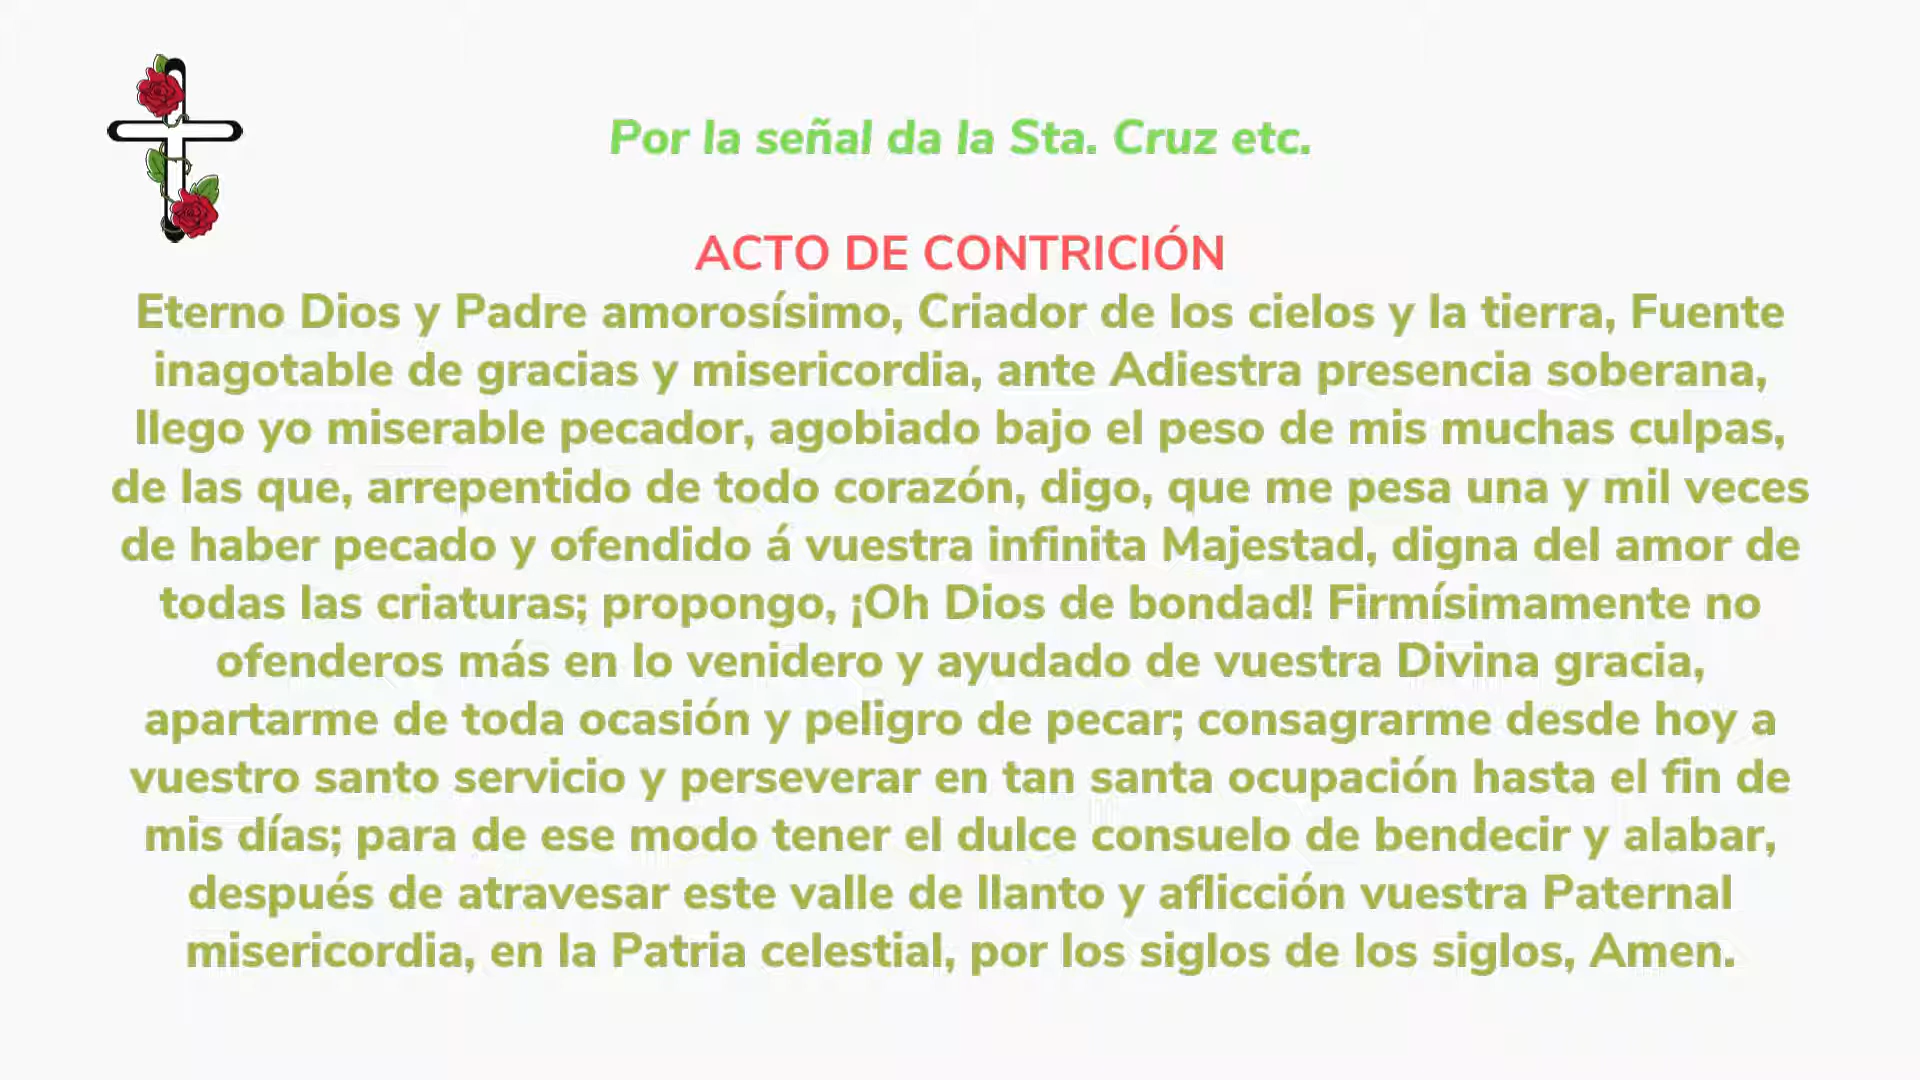 Por la señal da la Sta. Cruz etc.
ACTO DE CONTRICIÓN
Eterno Dios y Padre amorosísimo, Criador de los cielos y la tierra, Fuente
inagotable de gracias y misericordia, ante Adiestra presencia soberana,
llego yo miserable pecador, agobiado bajo el peso de mis muchas culpas,
de las que, arrepentido de todo corazón, digo, que me pesa una y mil veces
de haber pecado y ofendido á vuestra infinita Majestad, digna del amor de
todas las criaturas; propongo, ¡Oh Dios de bondad! Firmísimamente no
ofenderos más en lo venidero y ayudado de vuestra Divina gracia,
apartarme de toda ocasión y peligro de pecar; consagrarme desde hoy a
vuestro santo servicio y perseverar en tan santa ocupación hasta el fin de
mis días; para de ese modo tener el dulce consuelo de bendecir y alabar,
después de atravesar este valle de llanto y aflicción vuestra Paternal
misericordia, en la Patria celestial, por los siglos de los siglos, Amen.